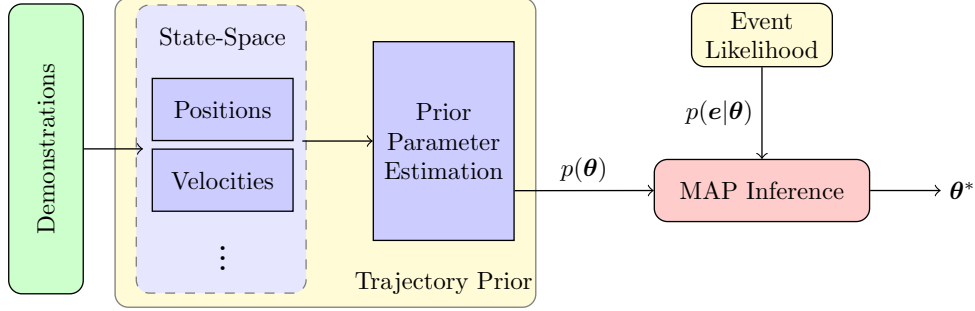 Demonstrations
State-Space
Positions
Velocities
⋮
Prior
Parameter
Estimation
Trajectory Prior
p(θ)
Event
Likelihood
p(e|θ)
MAP Inference
θ*